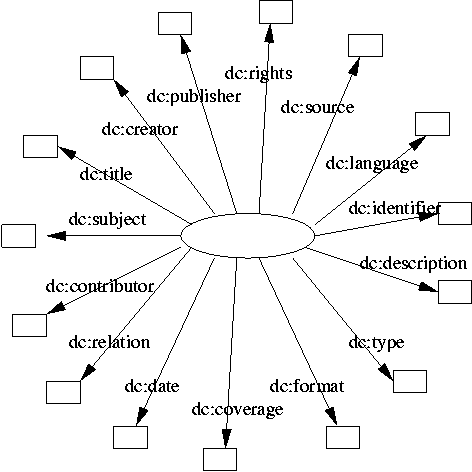 dc:rights
dc:publisher
dc:source
dc:creator
dc:language
dc:title
dc:identifier
dc:subject
dc:description
dc:contributor
dc:relation
dc:type
dc:date
dc:format
dc:coverage